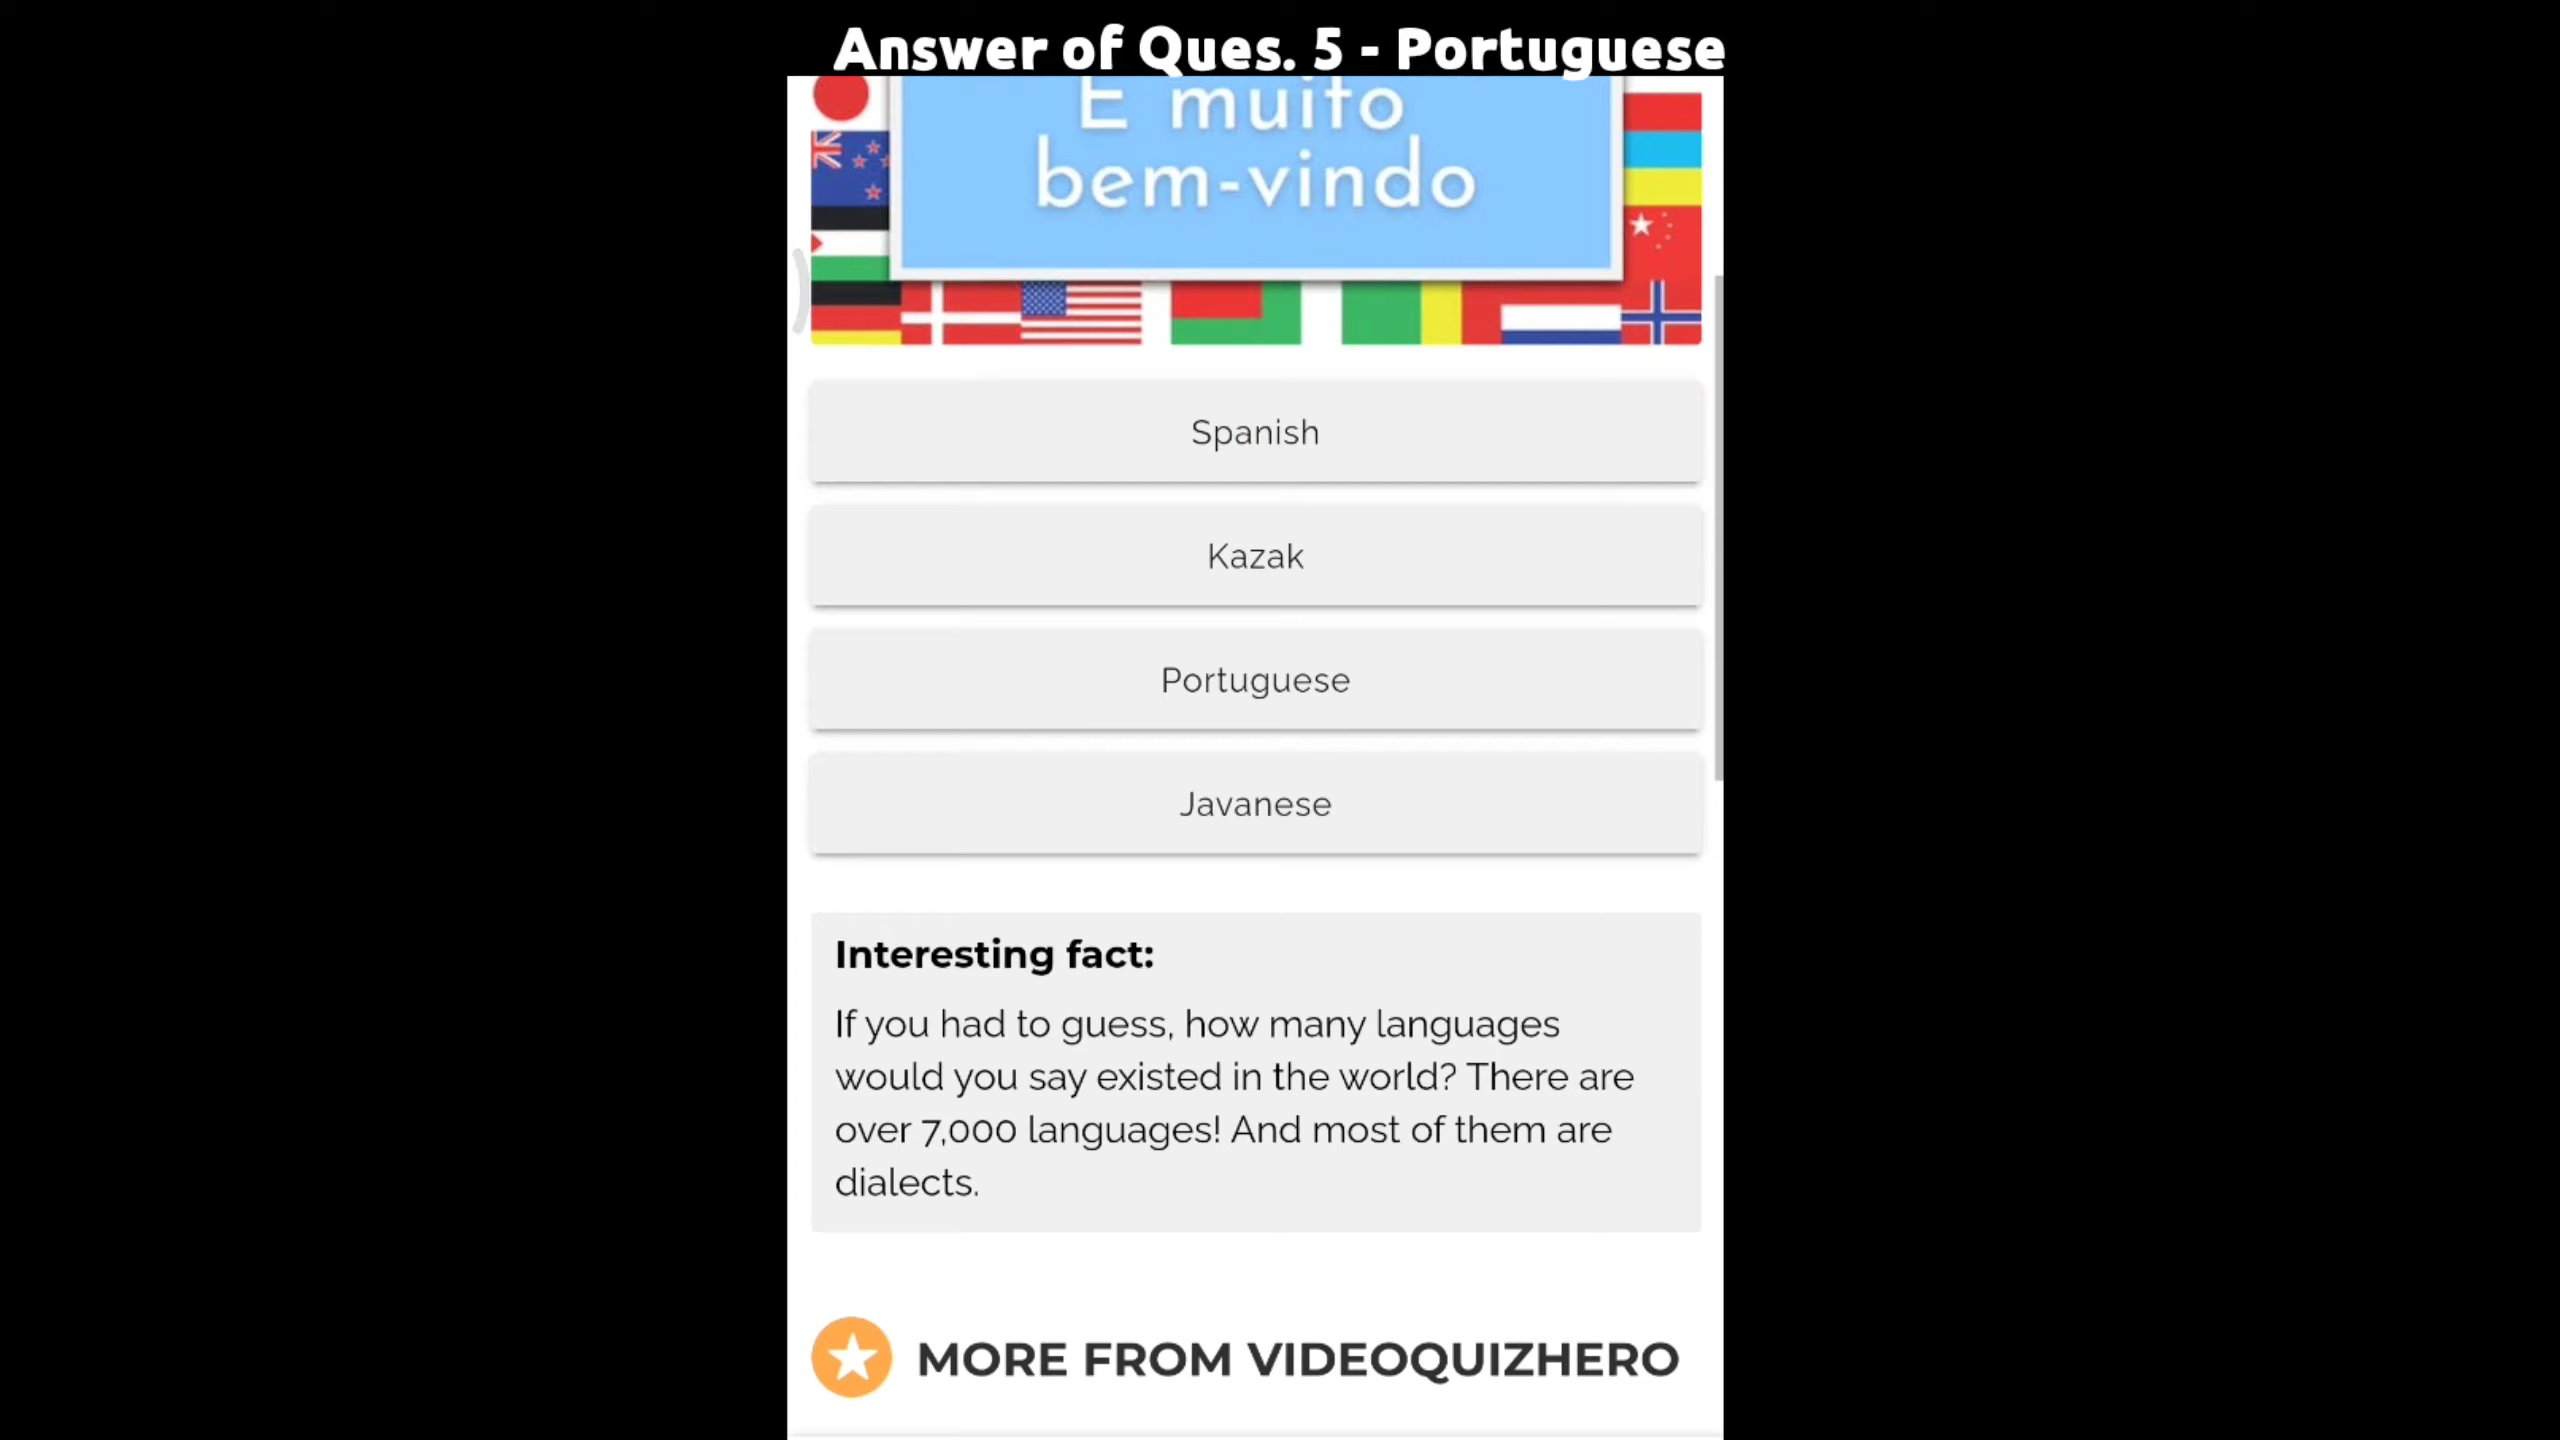 Answer of Ques. 5 - Portuguese
E muito
bem-vindo
Spanish
Kazak
Portuguese
Javanese
Interesting fact:
If you had to guess, how many languages
would you say existed in the world? There are
over 7,000 languages! And most of them are
dialects.
MORE FROM VIDEOQUIZHERO